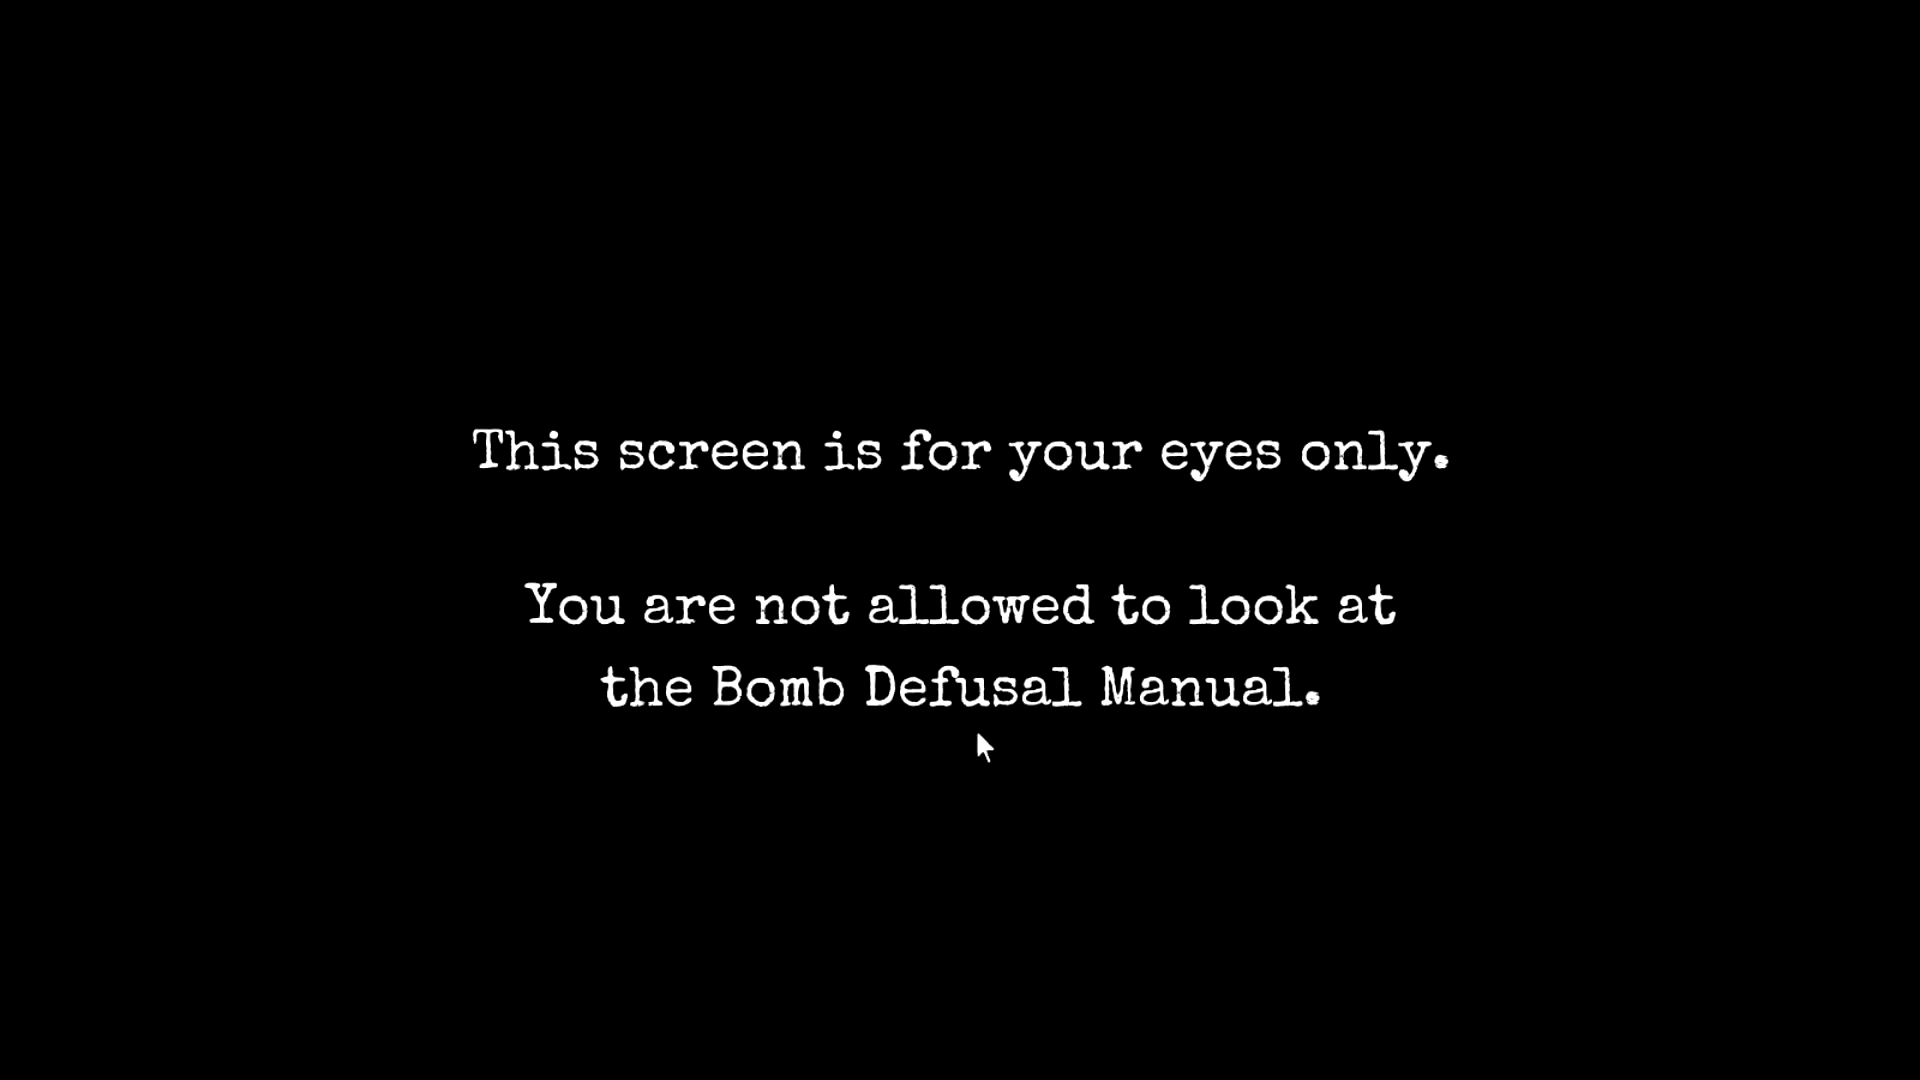 This screen is for your eyes only.
You are not allowed to look at
the Bomb Defusal Manual.